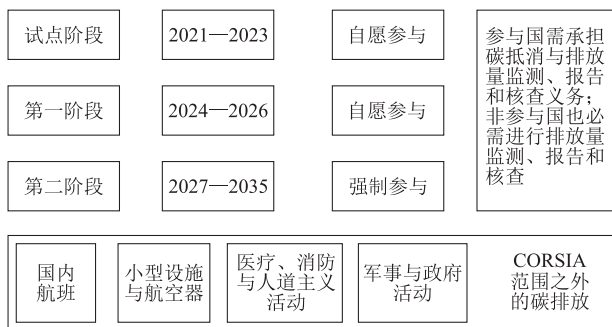 试点阶段
2021—2023
自愿参与
第一阶段
2024—2026
自愿参与
第二阶段
2027—2035
强制参与
参与国需承担
碳抵消与排放
量监测、报告
和核查义务；
非参与国也必
需进行排放量
监测、报告和
核查
国内
航班
小型设施
与航空器
医疗、消防
与人道主义
活动
军事与政府
活动
CORSIA
范围之外
的碳排放